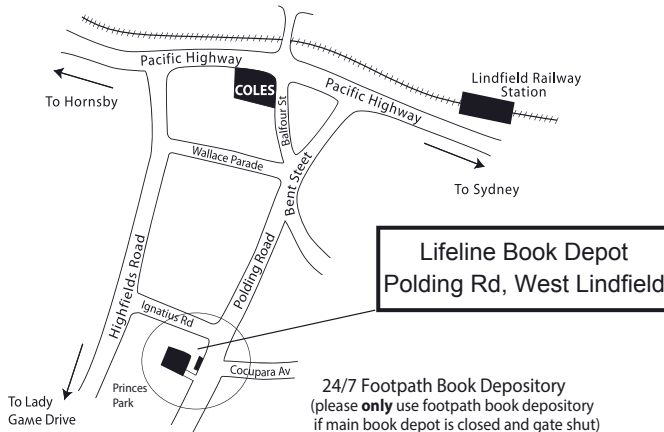 Pacific Highway
COLES
Lindfield Railway
Station
To Hornsby
Balfour St
Pacific Highway
Wallace Parade
Bent Steet
To Sydney
Lifeline Book Depot
Polding Rd, West Lindfield
Highfields Road
Polding Road
Ignatius Rd
Cocupara Av
Princes
Park
To Lady
Game Drive
24/7 Footpath Book Depository
(please only use footpath book depository
if main book depot is closed and gate shut)